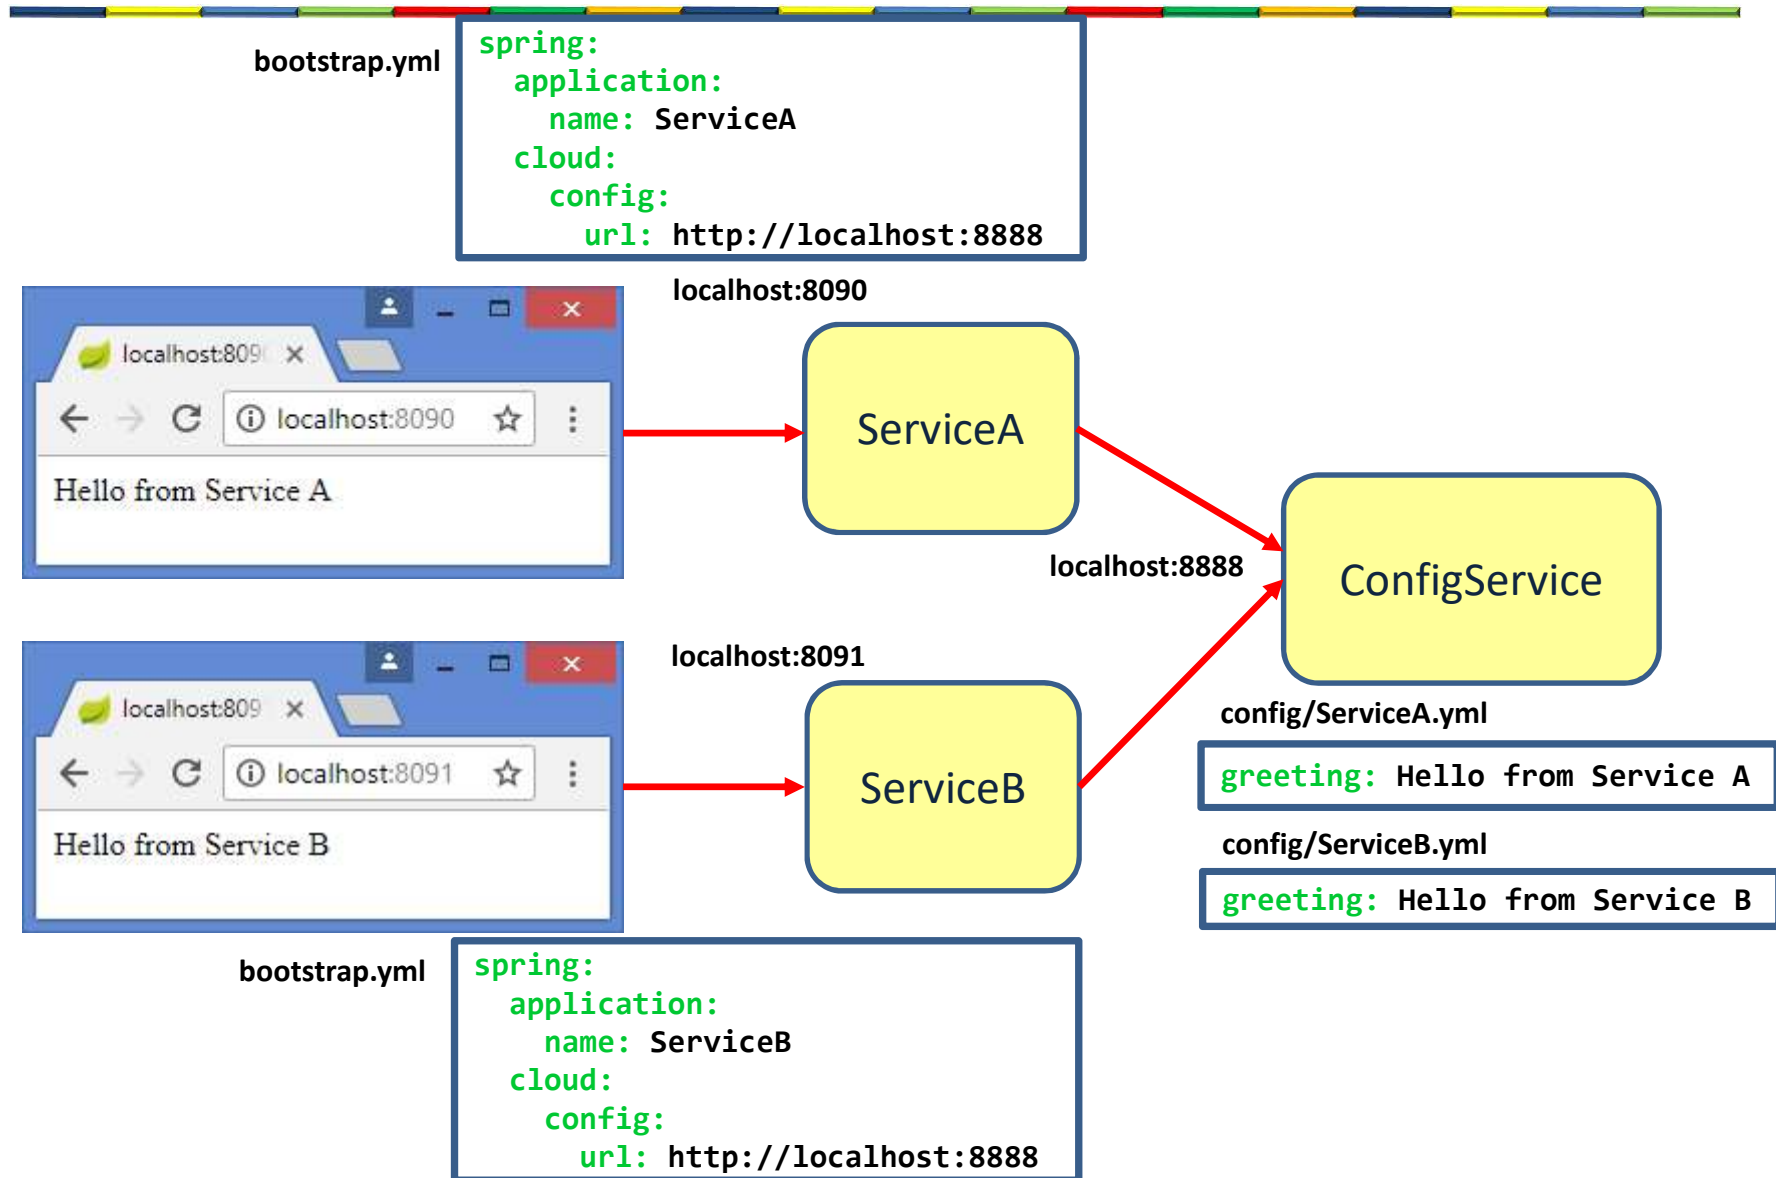 bootstrap.yml
spring:
  application:
    name: ServiceA
  cloud:
    config:
      url: http://localhost:8888
localhost:809
localhost:8090
Hello from Service A
localhost:8090
ServiceA
localhost:8888
ConfigService
localhost:809
localhost:8091
Hello from Service B
localhost:8091
ServiceB
config/ServiceA.yml
greeting: Hello from Service A
config/ServiceB.yml
greeting: Hello from Service B
bootstrap.yml
spring:
  application:
    name: ServiceB
  cloud:
    config:
      url: http://localhost:8888